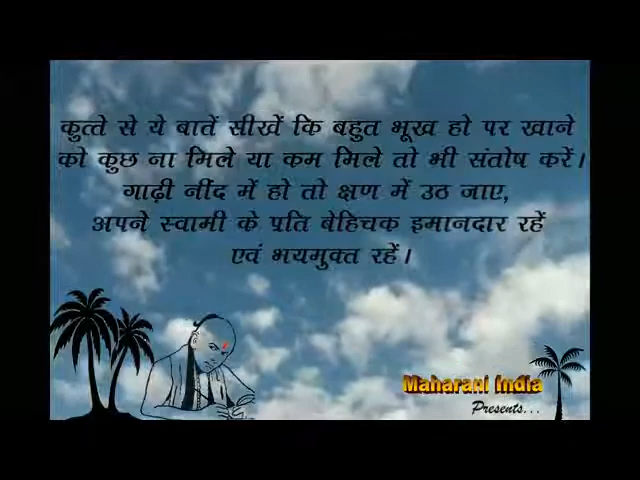 कुत्ते से ये बातें सीखें कि बहुत भूख हो पर खाने
को कुछ ना मिले या कम मिले तो भी संतोष करें।
गाढ़ी नींद में हो तो क्षण में उठ जाए,
अपने स्वामी के प्रति बेहिचक इमानदार रहें
एवं भयमुक्त रहें।
Maharani India
Presents...